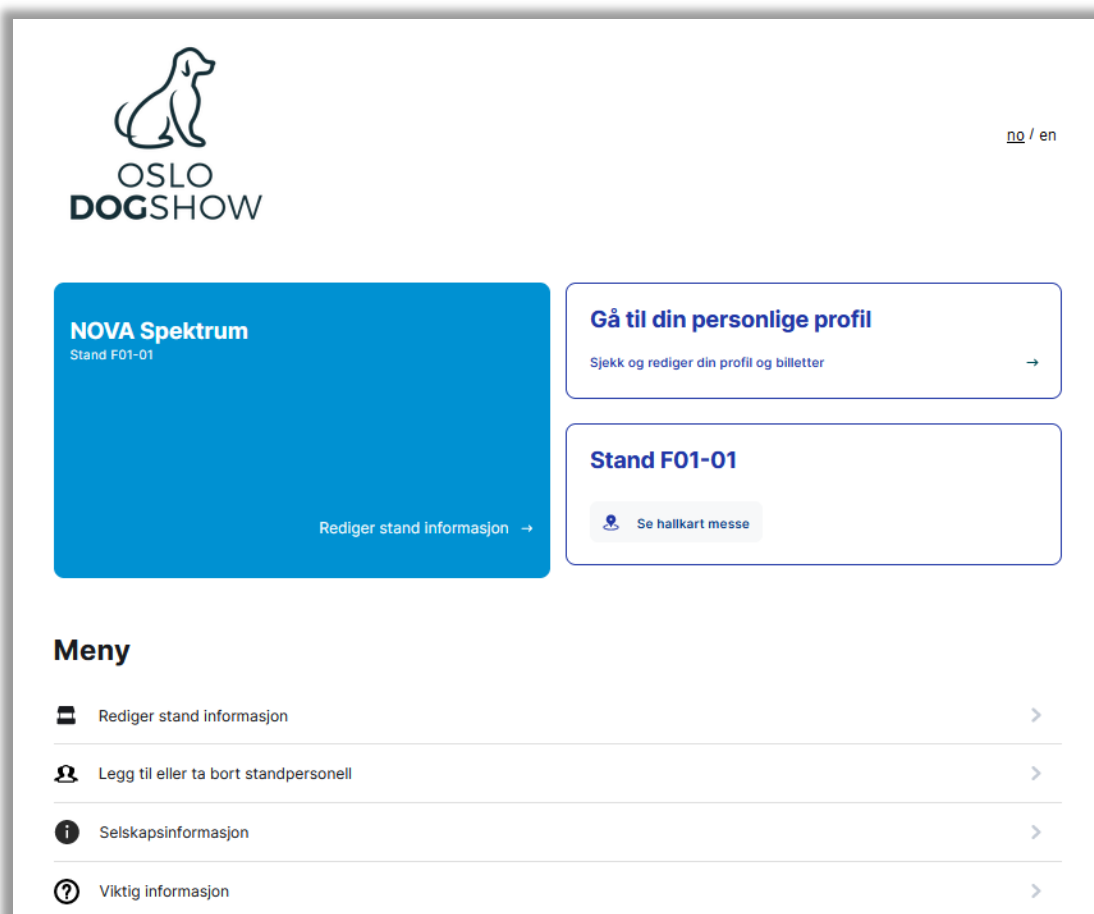 OSLO
DOGSHOW
no / en
NOVA Spektrum
Stand F01-01
Rediger stand informasjon →
Gå til din personlige profil
Sjekk og rediger din profil og billetter →
Stand F01-01
Se hallkart messe
Meny
Rediger stand informasjon
Legg til eller ta bort standpersonell
Selskapsinformasjon
Viktig informasjon